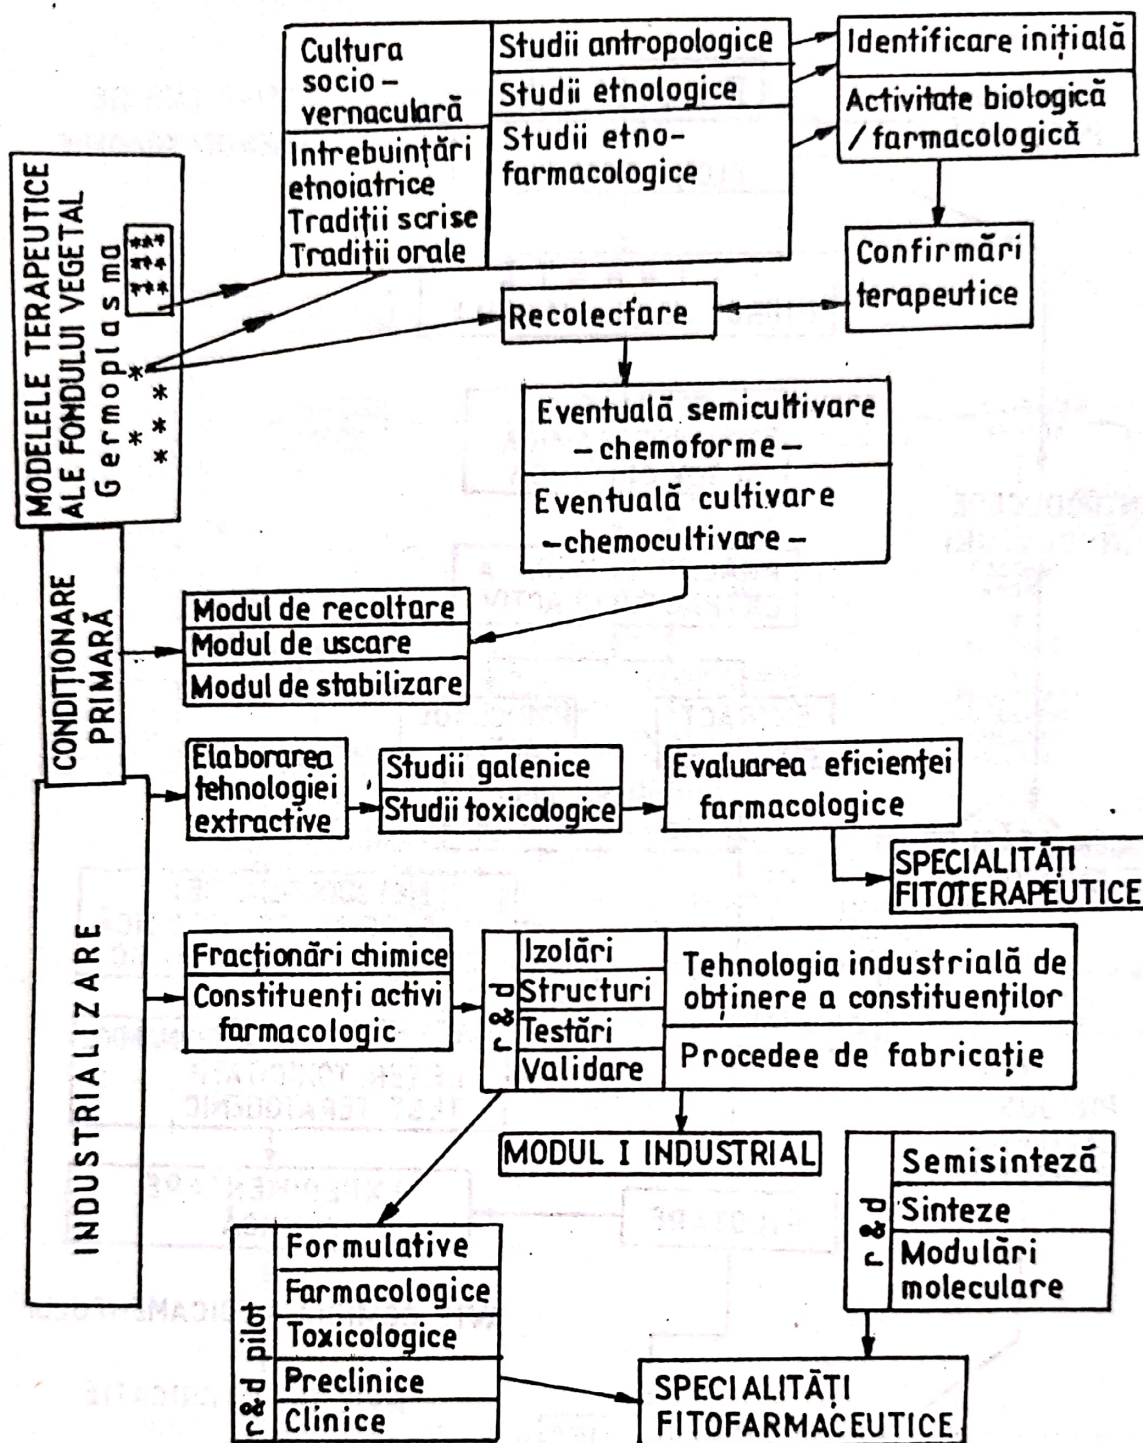 Cultura
socio-
vernaculară
Intrebuințări
etnoiatrice
Tradiții scrise
Tradiții orale
Studii antropologice
Studii etnologice
Studii etno-
farmacologice
Identificare inițială
Activitate biologică
/farmacologică
Confirmări
terapeutice
MODELELE TERAPEUTICE
ALE FONDULUI VEGETAL
Germoplasma
***
***
***
*
*
*
*
*
Recolectare
Eventuală semicultivare
-chemoforme-
Eventuală cultivare
-chemocultivare-
CONDIȚIONARE
PRIMARĂ
Modul de recoltare
Modul de uscare
Modul de stabilizare
INDUSTRIALIZARE
Elaborarea
tehnologiei
extractive
Studii galenice
Studii toxicologice
Evaluarea eficienței
farmacologice
SPECIALITĂȚI
FITOTERAPEUTICE
Fracționări chimice
Constituenți activi
farmacologic
r&d
Izolări
Structuri
Testări
Validare
Tehnologia industrială de
obținere a constituenților
Procedee de fabricație
MODUL I INDUSTRIAL
r&d
Semisinteză
Sinteze
Modulări
moleculare
r&d pilot
Formulative
Farmacologice
Toxicologice
Preclinice
Clinice
SPECIALITĂȚI
FITOFARMACEUTICE